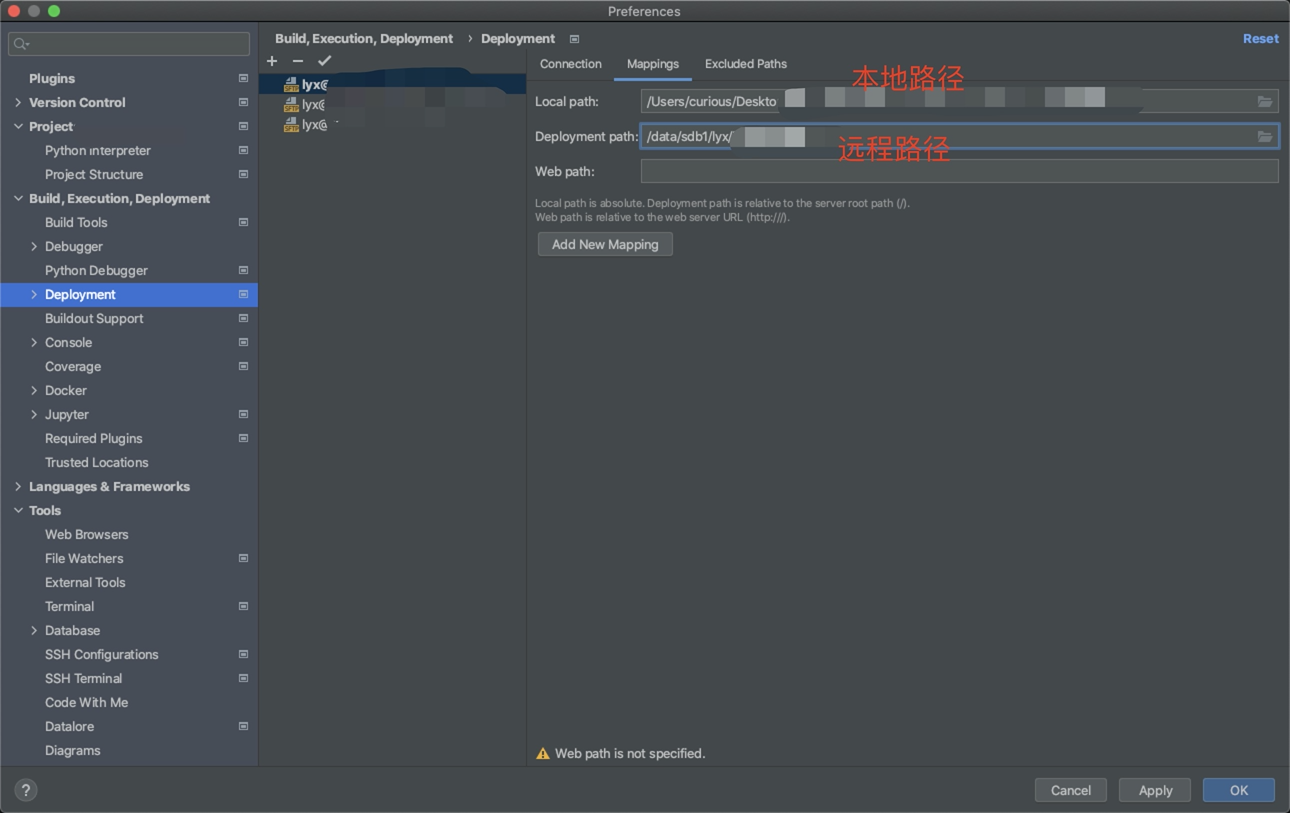 Preferences
Plugins
Version Control
Project
Python Interpreter
Project Structure
Build, Execution, Deployment
Build Tools
Debugger
Python Debugger
Deployment
Buildout Support
Console
Coverage
Docker
Jupyter
Required Plugins
Trusted Locations
Languages & Frameworks
Tools
Web Browsers
File Watchers
External Tools
Terminal
Database
SSH Configurations
SSH Terminal
Code With Me
Datalore
Diagrams
Build, Execution, Deployment › Deployment
Reset
SFTP lyx@
SFTP lyx@
SFTP lyx@
Connection Mappings Excluded Paths
本地路径
Local path: /Users/curious/Deskto
Deployment path: /data/sdb1/lyx/
远程路径
Web path:
Local path is absolute. Deployment path is relative to the server root path (/).
Web path is relative to the web server URL (http:///).
Add New Mapping
Web path is not specified.
?
Cancel Apply OK